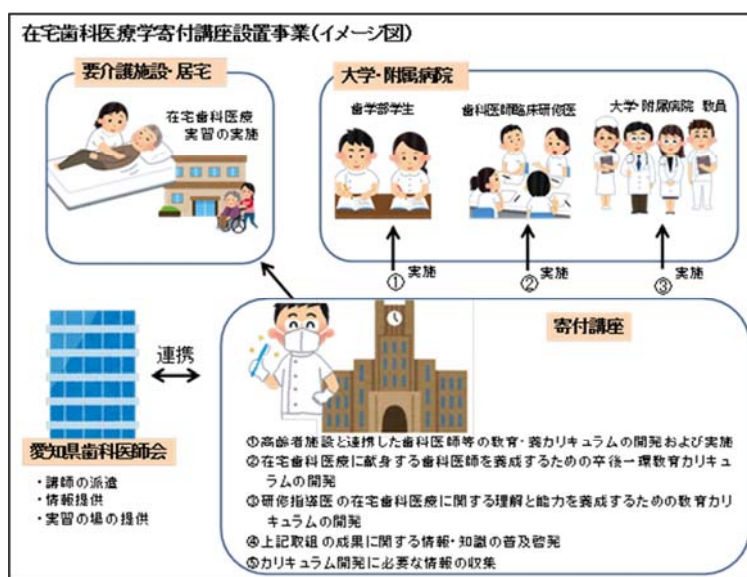 在宅歯科医療学寄付講座設置事業(イメージ図)
要介護施設・居宅
在宅歯科医療
実習の実施
大学・附属病院
歯学部学生
歯科医師臨床研修医
大学・附属病院 教員
① 実施
② 実施
③ 実施
連携
愛知県歯科医師会
・講師の派遣
・情報提供
・実習の場の提供
寄付講座
①高齢者施設と連携した歯科医師等の教育・養カリキュラムの開発および実施
②在宅歯科医療に献身する歯科医師を養成するための卒後一環教育カリキュ
ラムの開発
③研修指導医の在宅歯科医療に関する理解と能力を養成するための教育カリ
キュラムの開発
④上記取組の成果に関する情報・知識の普及啓発
⑤カリキュラム開発に必要な情報の収集